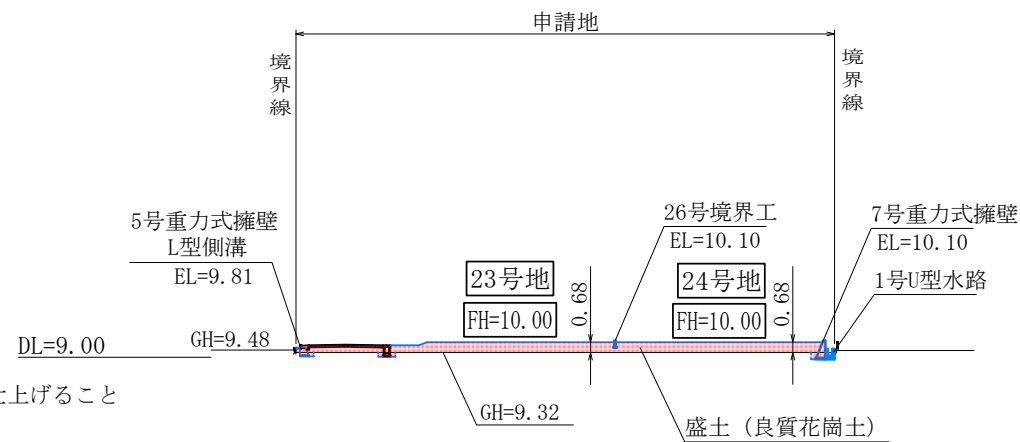 申請地
境界線
境界線
5号重力式擁壁
L型側溝
EL=9.81
26号境界工
EL=10.10
7号重力式擁壁
EL=10.10
1号U型水路
23号地
FH=10.00
0.68
24号地
FH=10.00
0.68
DL=9.00
GH=9.48
上げること
GH=9.32
盛土（良質花崗土）